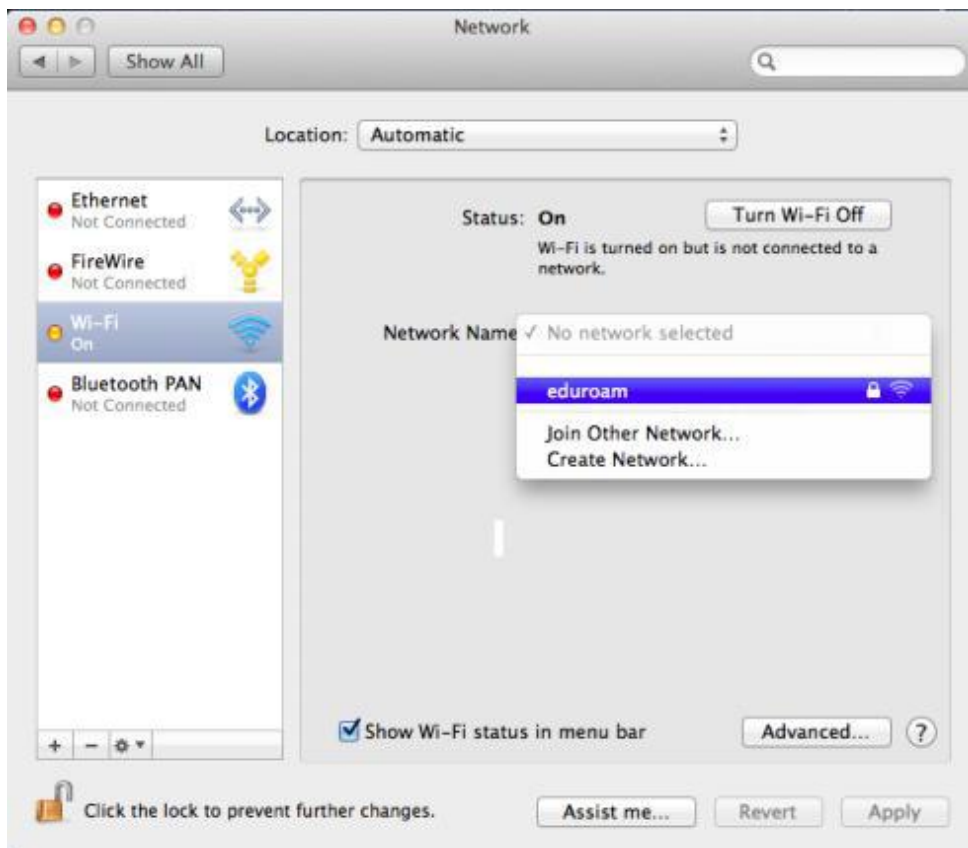 Network
Show All
Location: Automatic
Ethernet
Not Connected
FireWire
Not Connected
Wi-Fi
On
Bluetooth PAN
Not Connected
Status: On
Turn Wi-Fi Off
Wi-Fi is turned on but is not connected to a
network.
Network Name ✓ No network selected
eduroam
Join Other Network...
Create Network...
Show Wi-Fi status in menu bar
Advanced... ?
+ −
Click the lock to prevent further changes.
Assist me... Revert Apply